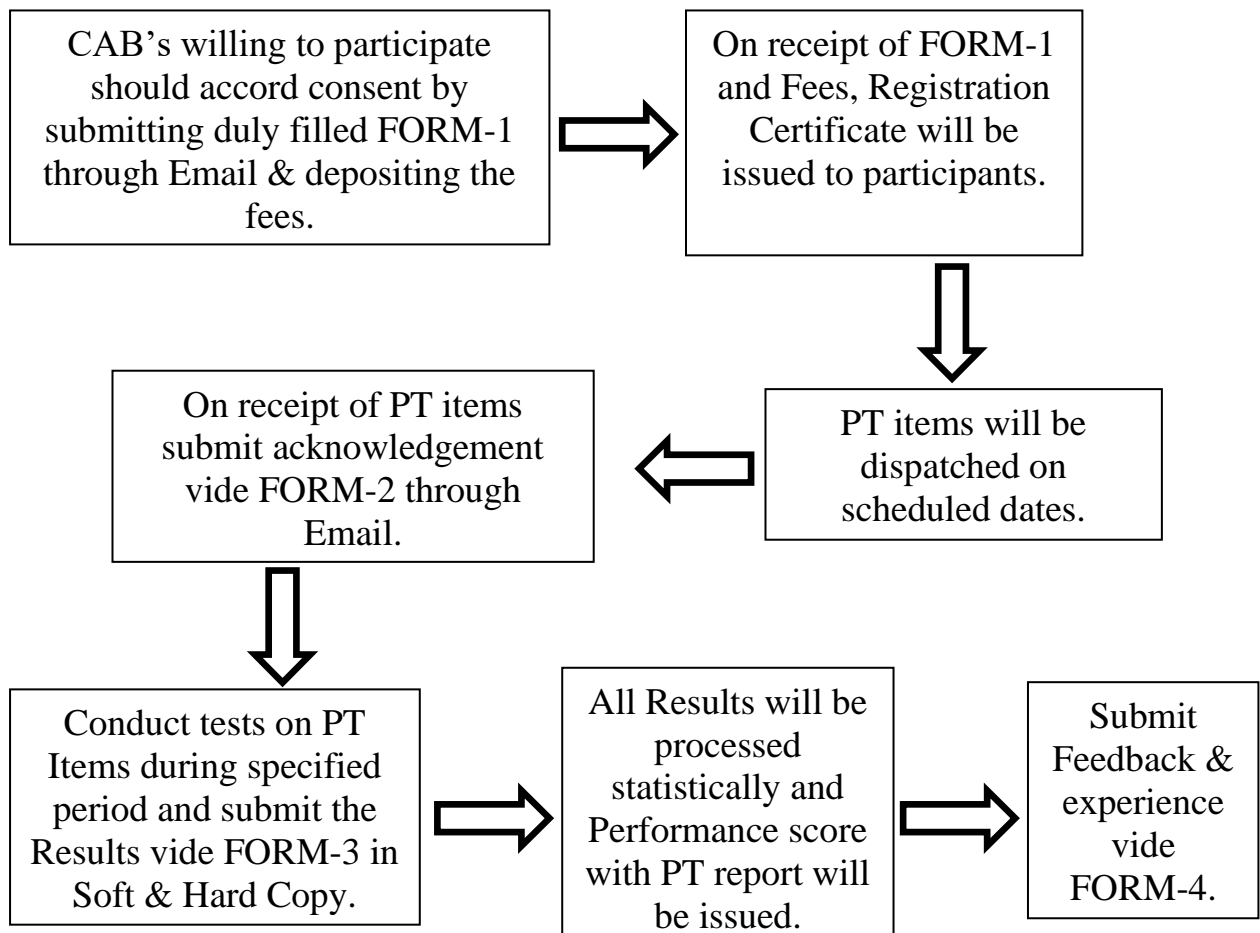 CAB’s willing to participate
should accord consent by
submitting duly filled FORM-1
through Email & depositing the
fees.
On receipt of FORM-1
and Fees, Registration
Certificate will be
issued to participants.
PT items will be
dispatched on
scheduled dates.
On receipt of PT items
submit acknowledgement
vide FORM-2 through
Email.
Conduct tests on PT
Items during specified
period and submit the
Results vide FORM-3 in
Soft & Hard Copy.
All Results will be
processed
statistically and
Performance score
with PT report will
be issued.
Submit
Feedback &
experience
vide
FORM-4.